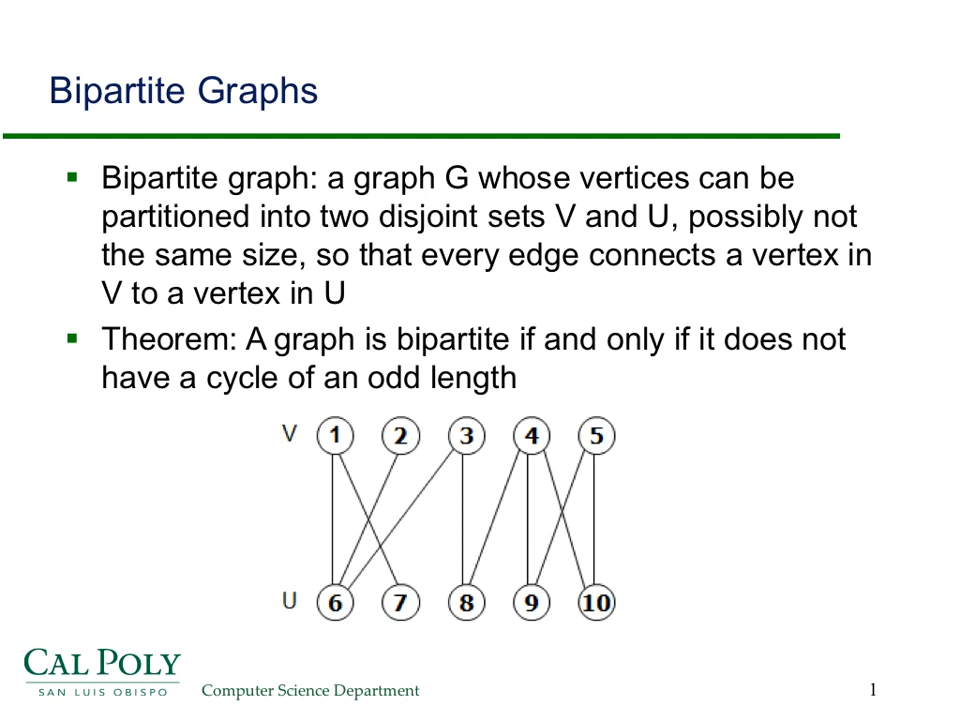 Bipartite Graphs
▪ Bipartite graph: a graph G whose vertices can be
partitioned into two disjoint sets V and U, possibly not
the same size, so that every edge connects a vertex in
V to a vertex in U
▪ Theorem: A graph is bipartite if and only if it does not
have a cycle of an odd length
V 1 2 3 4 5
U 6 7 8 9 10
CAL POLY
SAN LUIS OBISPO
Computer Science Department 1